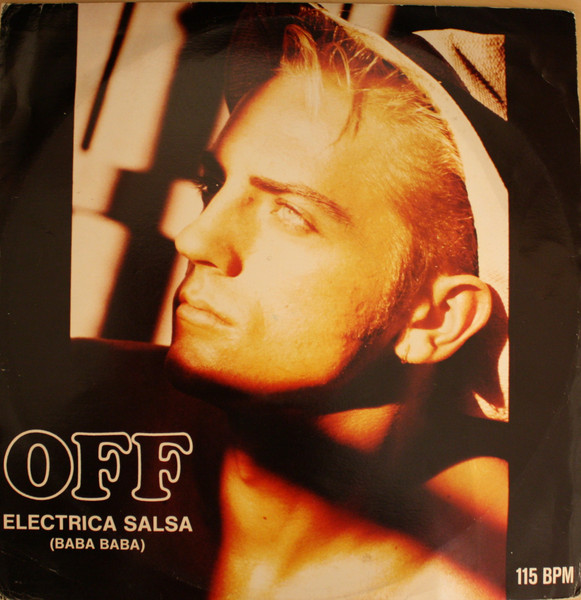 OFF
ELECTRICA SALSA
(BABA BABA)
115 BPM